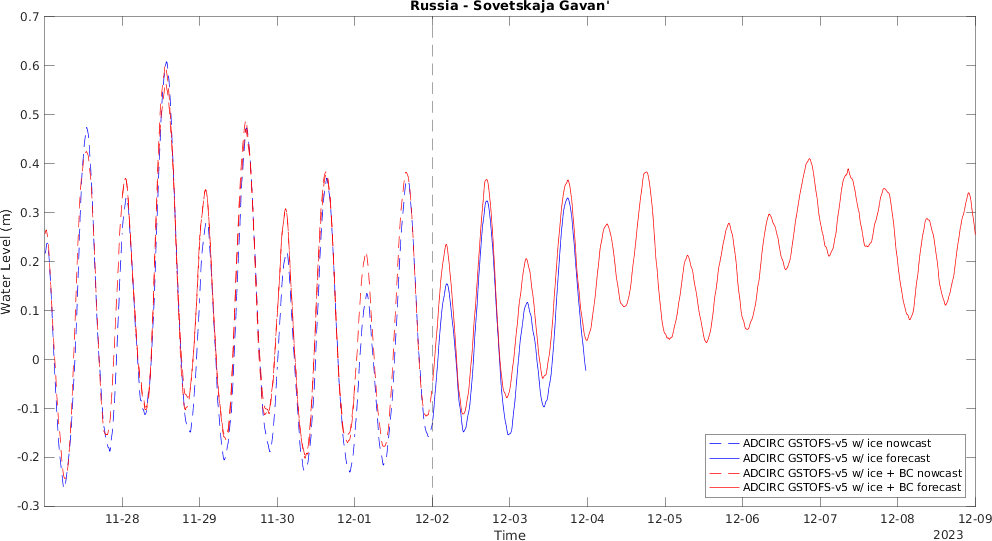 Russia - Sovetskaja Gavan'
0.7
0.6
0.5
0.4
0.3
0.2
0.1
0
-0.1
-0.2
-0.3
Water Level (m)
ADCIRC GSTOFS-v5 w/ ice nowcast
ADCIRC GSTOFS-v5 w/ ice forecast
ADCIRC GSTOFS-v5 w/ ice + BC nowcast
ADCIRC GSTOFS-v5 w/ ice + BC forecast
11-28 11-29 11-30 12-01 12-02 12-03 12-04 12-05 12-06 12-07 12-08 12-09
Time
2023